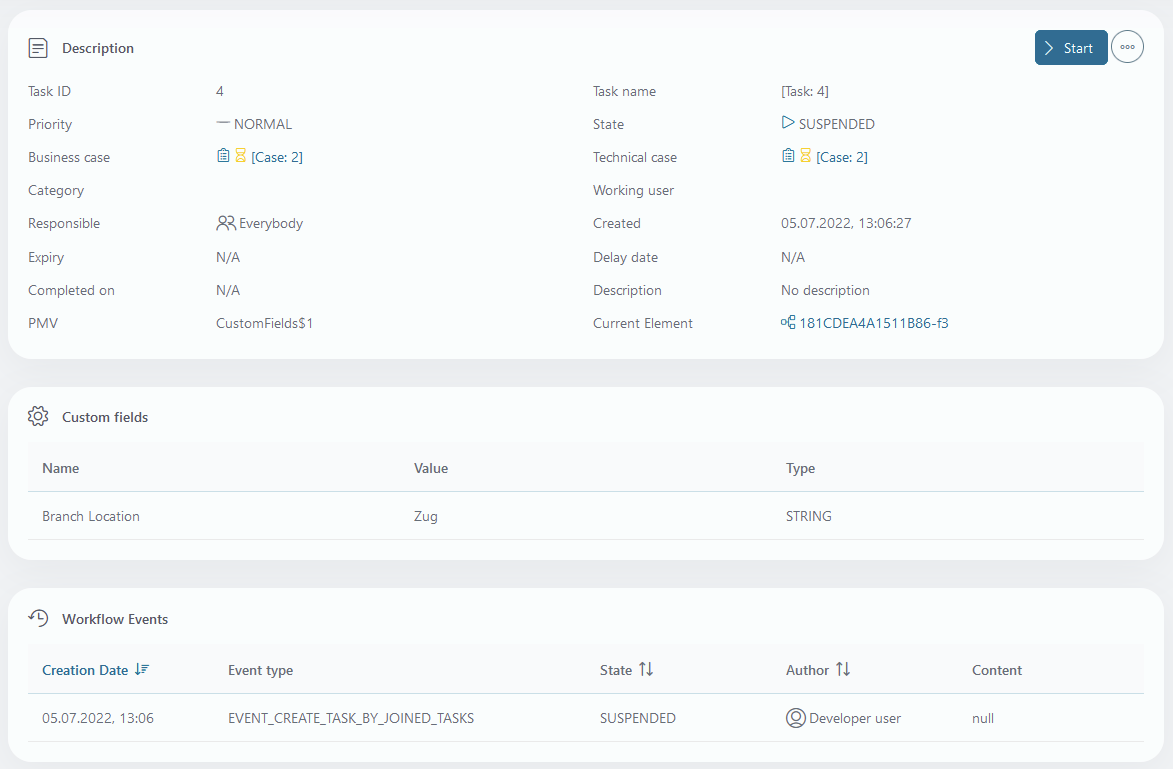 Description
Start
Task ID 4 Task name [Task: 4]
Priority NORMAL State SUSPENDED
Business case [Case: 2] Technical case [Case: 2]
Category Working user
Responsible Everybody Created 05.07.2022, 13:06:27
Expiry N/A Delay date N/A
Completed on N/A Description No description
PMV CustomFields$1 Current Element 181CDEA4A1511B86-f3
Custom fields
Name Value Type
Branch Location Zug STRING
Workflow Events
Creation Date Event type State Author Content
05.07.2022, 13:06 EVENT_CREATE_TASK_BY_JOINED_TASKS SUSPENDED Developer user null